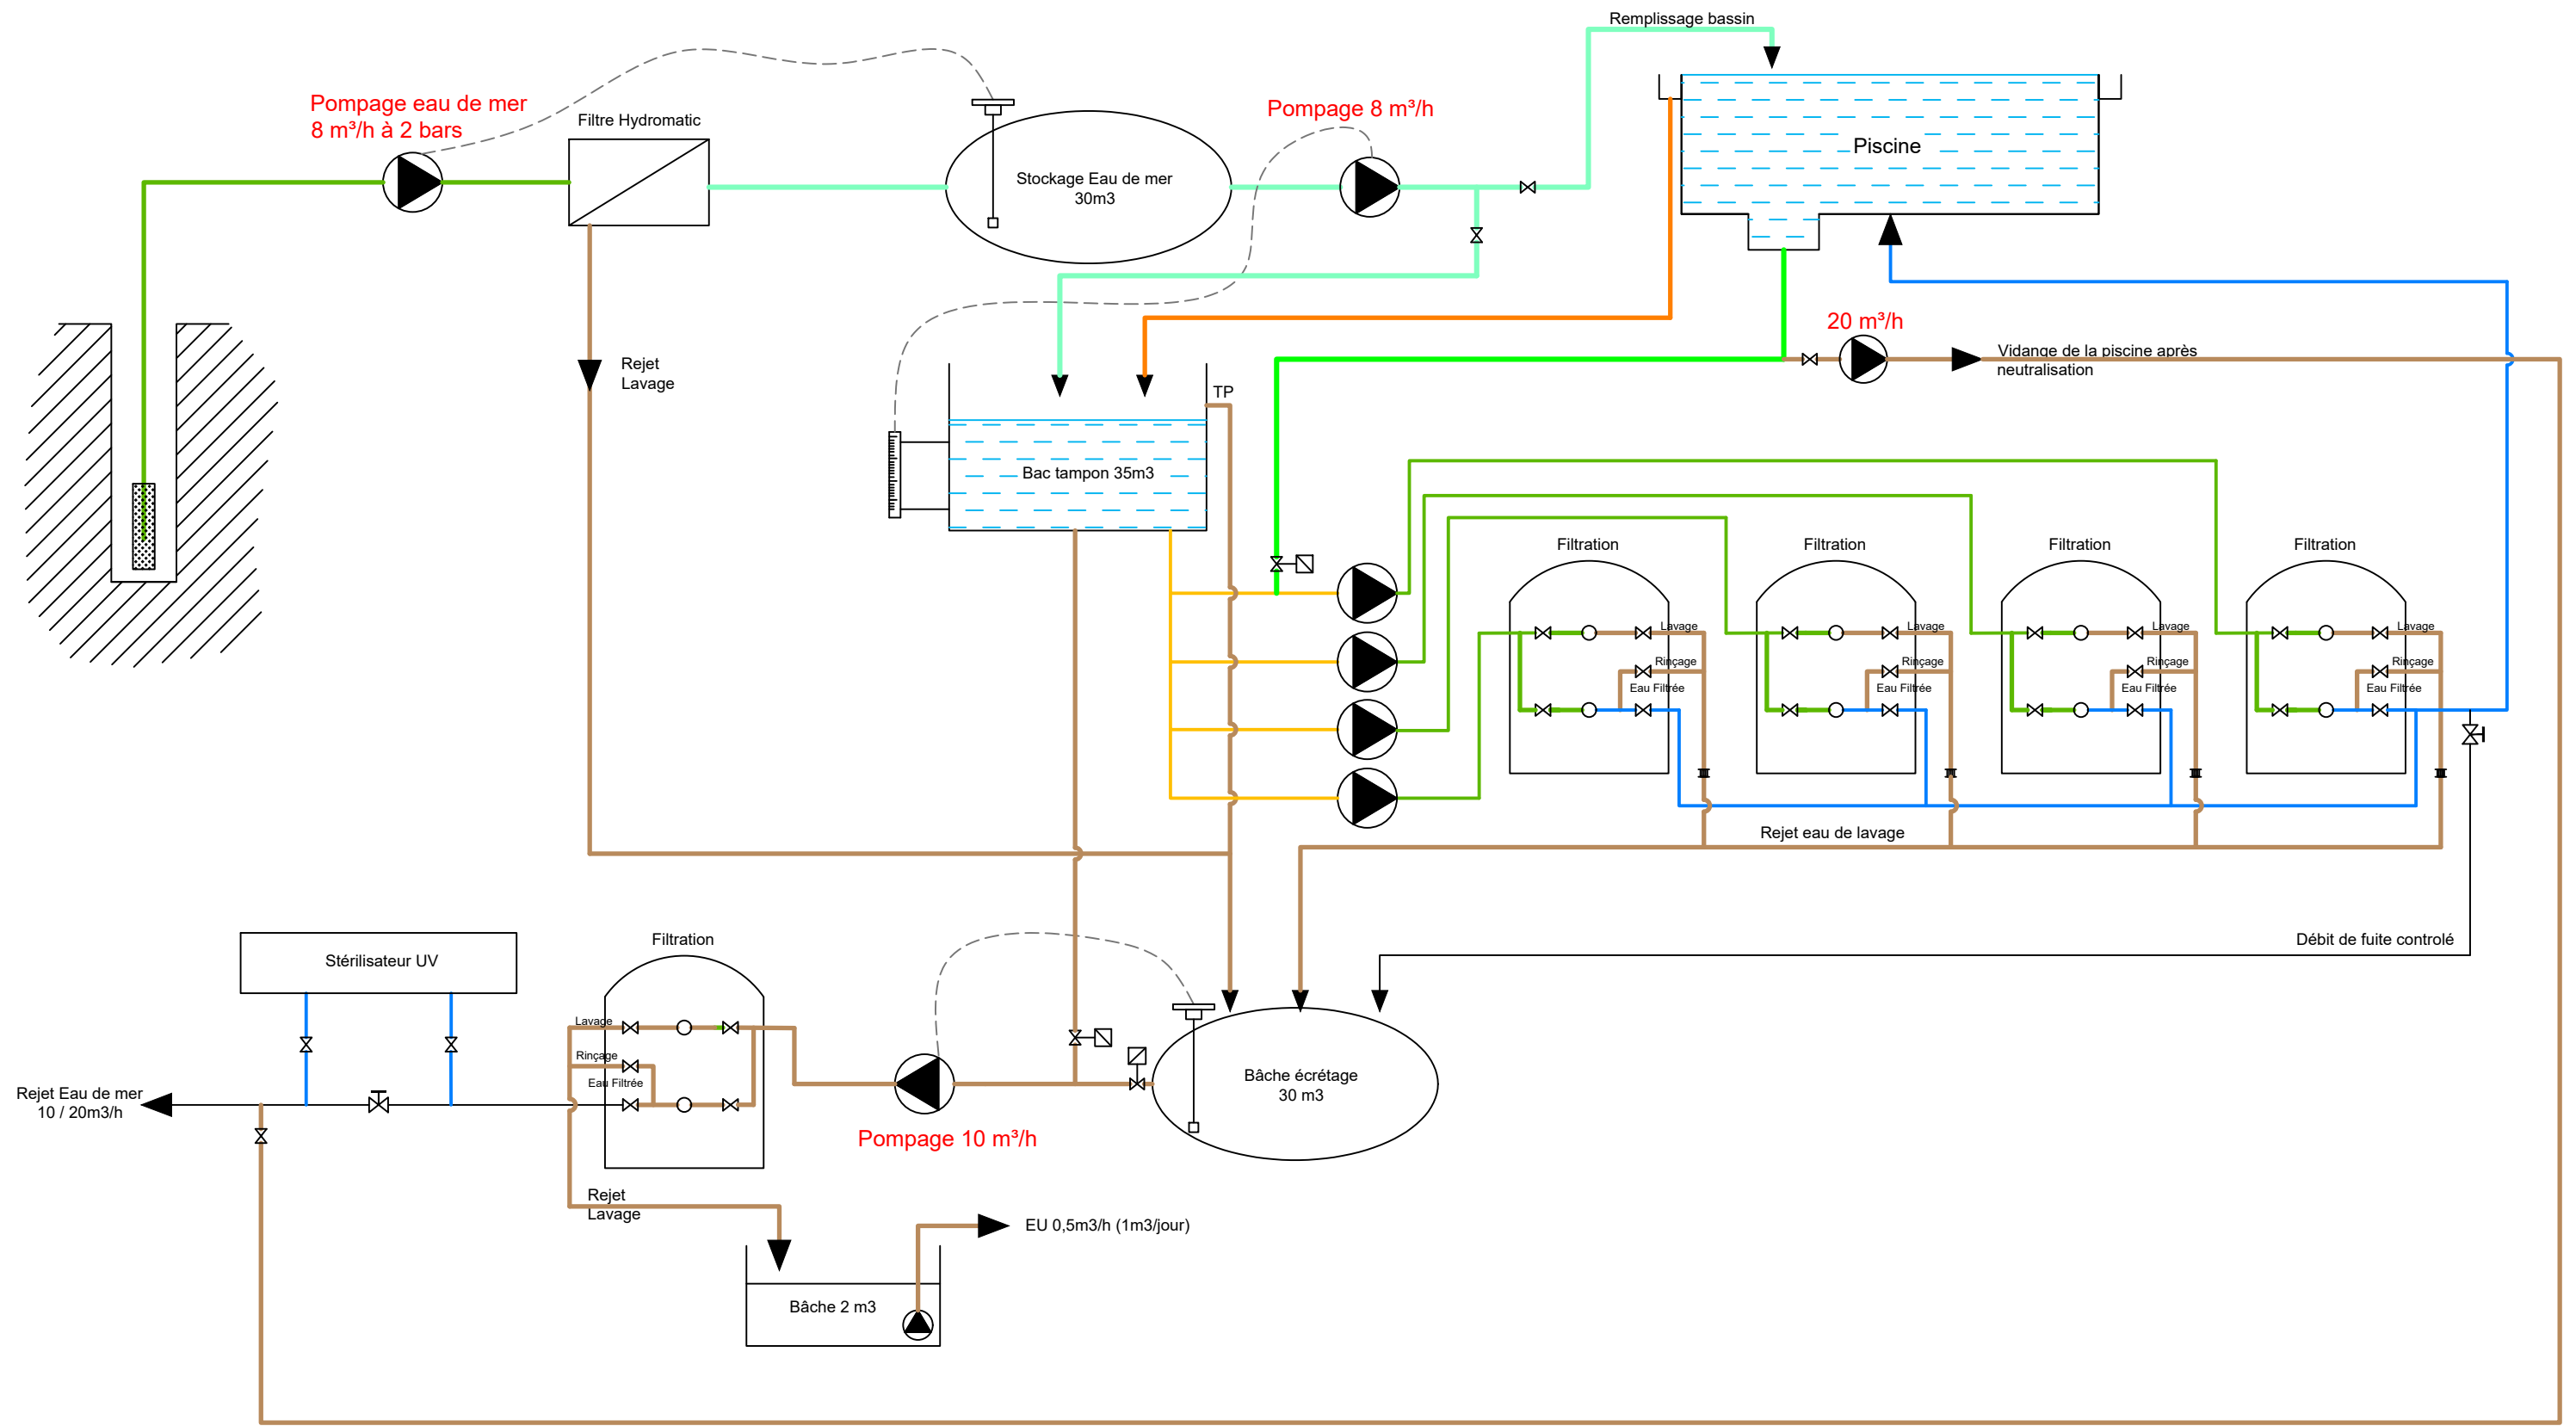 Remplissage bassin
Pompage eau de mer
8 m³/h à 2 bars
Filtre Hydromatic
Pompage 8 m³/h
Stockage Eau de mer
30m3
Piscine
20 m³/h
Vidange de la piscine après
neutralisation
Rejet
Lavage
TP
Bac tampon 35m3
Filtration
Filtration
Filtration
Filtration
Lavage
Lavage
Lavage
Lavage
Rinçage
Rinçage
Rinçage
Rinçage
Eau Filtrée
Eau Filtrée
Eau Filtrée
Eau Filtrée
Rejet eau de lavage
Débit de fuite controlé
Stérilisateur UV
Filtration
Lavage
Rinçage
Eau Filtrée
Rejet Eau de mer
10 / 20m3/h
Bâche écrétage
30 m3
Pompage 10 m³/h
Rejet
Lavage
EU 0,5m3/h (1m3/jour)
Bâche 2 m3